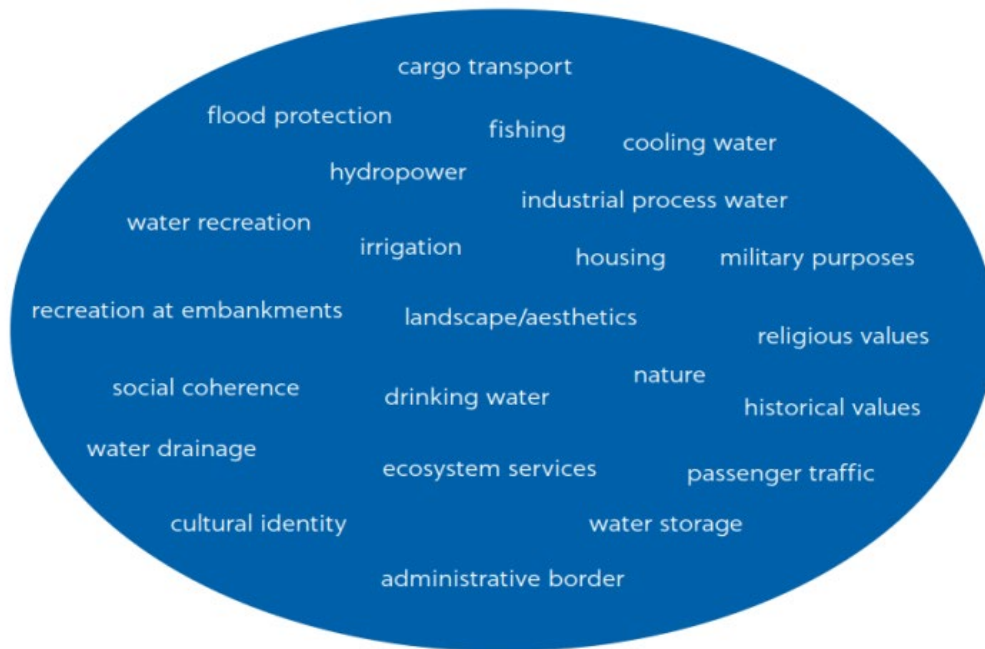 cargo transport
flood protection
fishing
cooling water
hydropower
industrial process water
water recreation
irrigation
housing
military purposes
recreation at embankments
landscape/aesthetics
religious values
nature
social coherence
drinking water
historical values
water drainage
ecosystem services
passenger traffic
cultural identity
water storage
administrative border